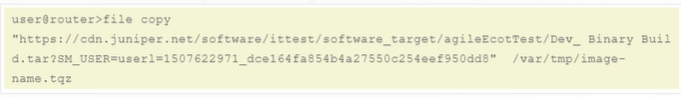 user@router>file copy
"https://cdn.juniper.net/software/ittest/software_target/agileEcotTest/Dev_ Binary Buil
d.tar?SM_USER=user1=1507622971_dce164fa854b4a27550c254eef950dd8"  /var/tmp/image-
name.tqz